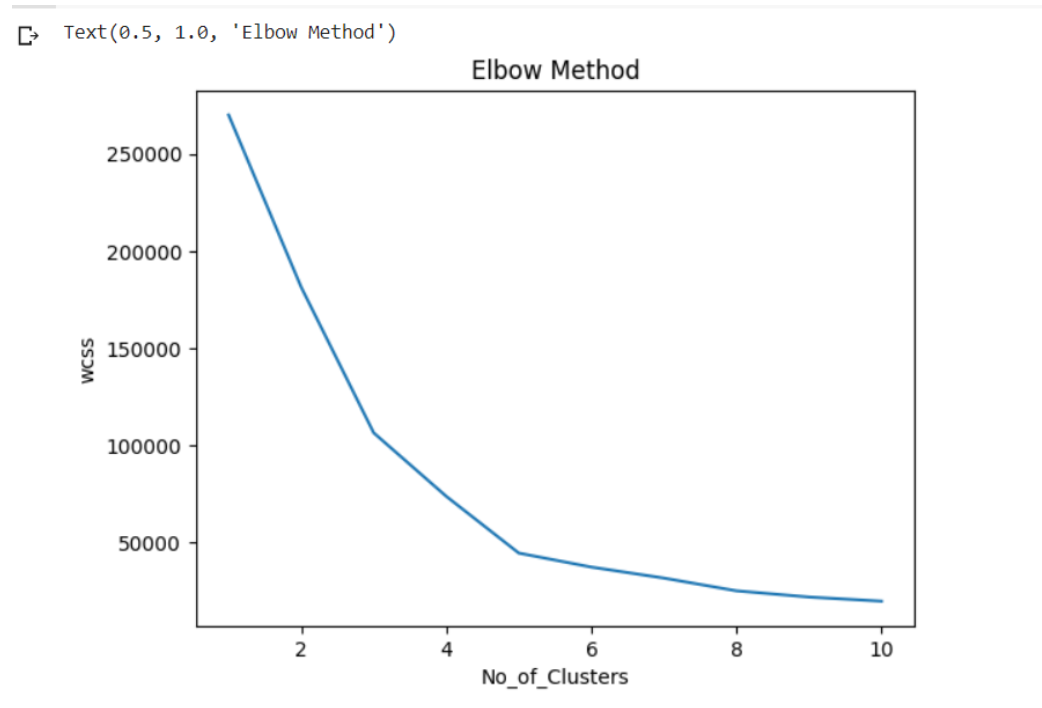 Text(0.5, 1.0, 'Elbow Method')
Elbow Method
250000
200000
150000
100000
50000
wcss
2 4 6 8 10
No_of_Clusters